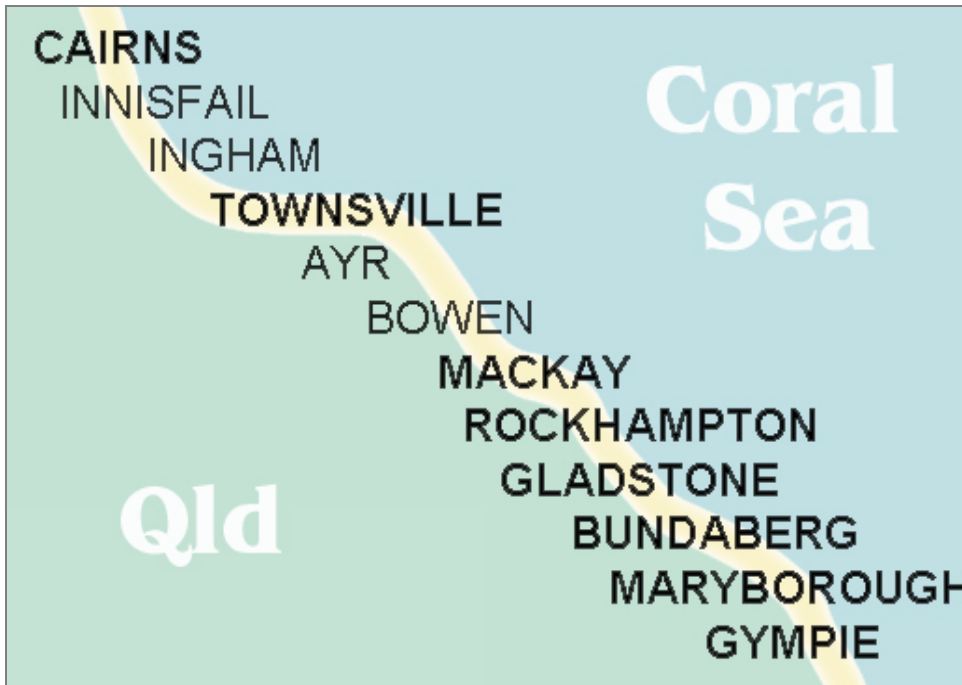 CAIRNS
INNISFAIL
INGHAM
TOWNSVILLE
AYR
BOWEN
MACKAY
ROCKHAMPTON
GLADSTONE
BUNDABERG
MARYBOROUGH
GYMPIE
Coral
Sea
Qld